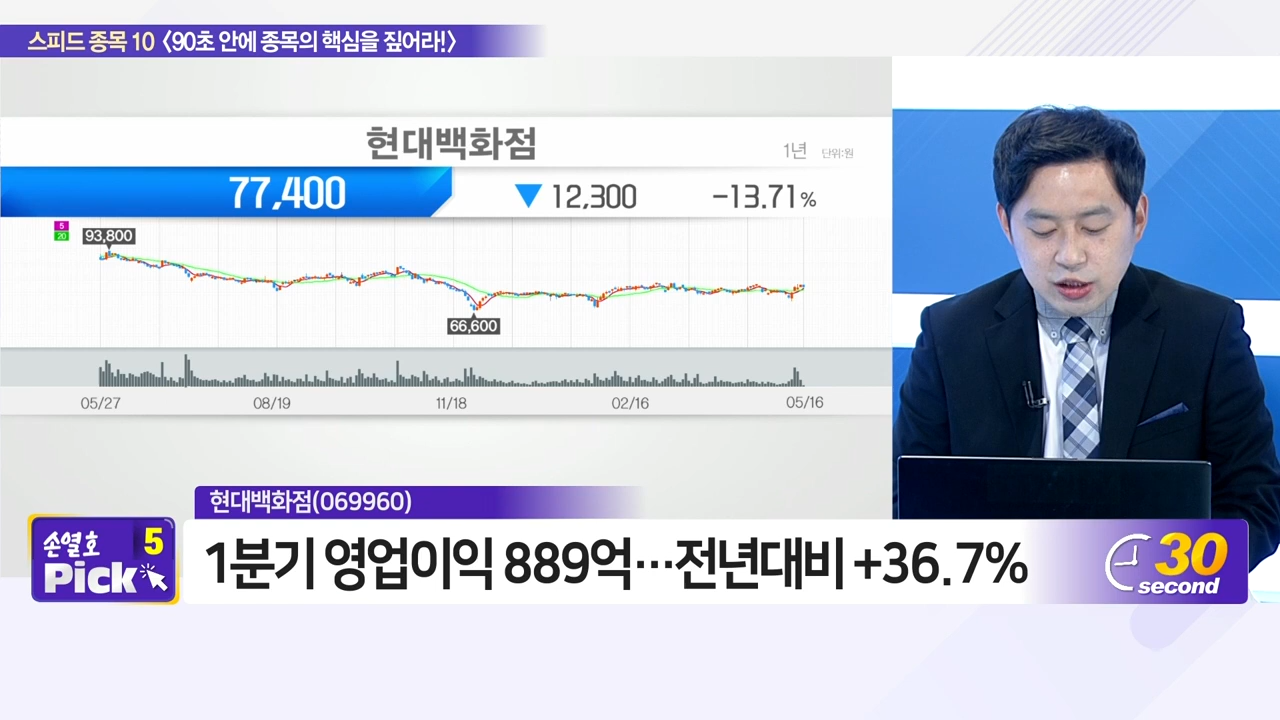 스피드 종목 10 〈90초 안에 종목의 핵심을 짚어라!〉
현대백화점
1년 단위:원
77,400 ▼12,300 -13.71%
5
20
93,800
66,600
05/27 08/19 11/18 02/16 05/16
현대백화점(069960)
손열호 5
Pick
1분기 영업이익 889억…전년대비 +36.7%
30
second